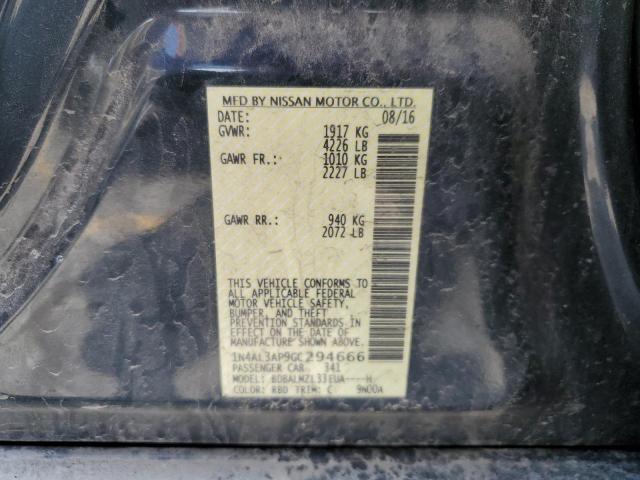 MFD BY NISSAN MOTOR CO., LTD.
DATE: 08/16
GVWR: 1917 KG
4226 LB
GAWR FR.: 1010 KG
2227 LB
GAWR RR.: 940 KG
2072 LB
THIS VEHICLE CONFORMS TO
ALL APPLICABLE FEDERAL
MOTOR VEHICLE SAFETY,
BUMPER, AND THEFT
PREVENTION STANDARDS IN
EFFECT ON THE DATE OF
MANUFACTURE SHOWN ABOVE.
1N4AL3AP9GC294666
PASSENGER CAR 341
MODEL: BDBALMZL33EUA----H
COLOR: RBD TRIM: C 9N00A